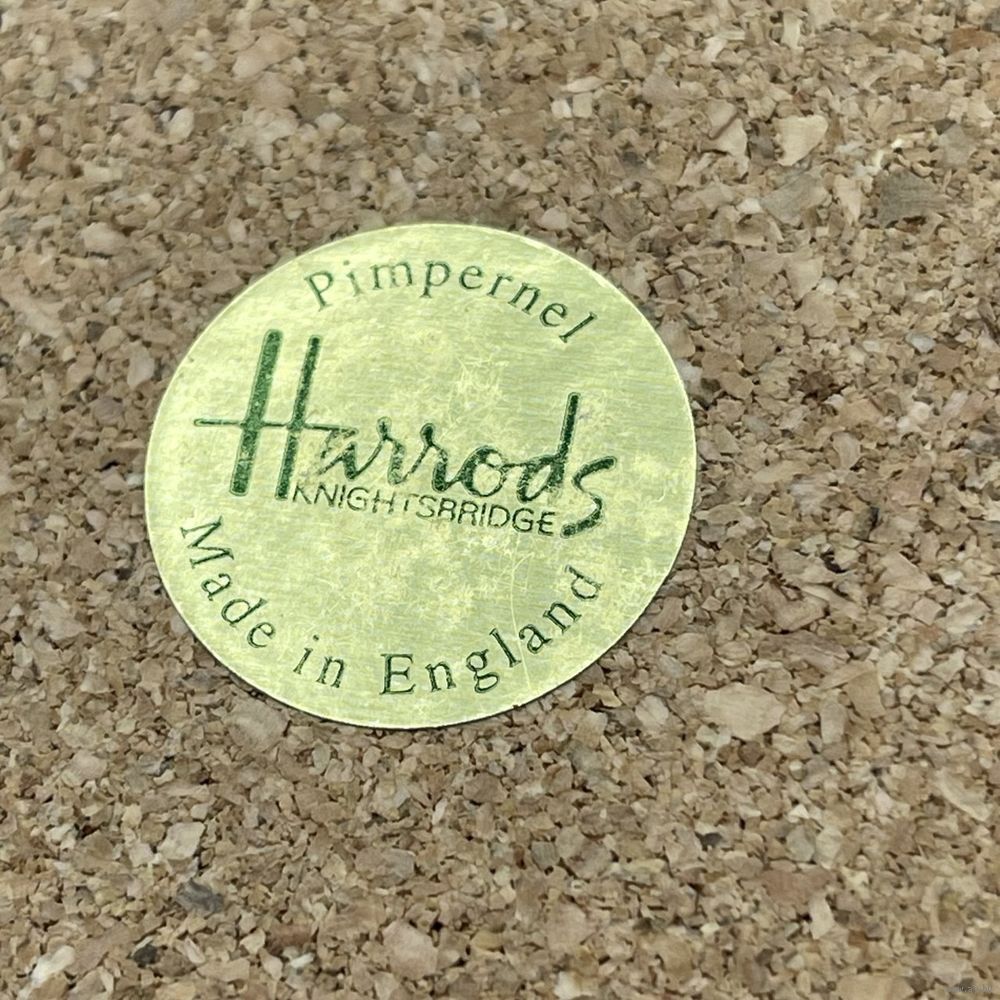 Pimpernel
Harrods
KNIGHTSBRIDGE
Made in England